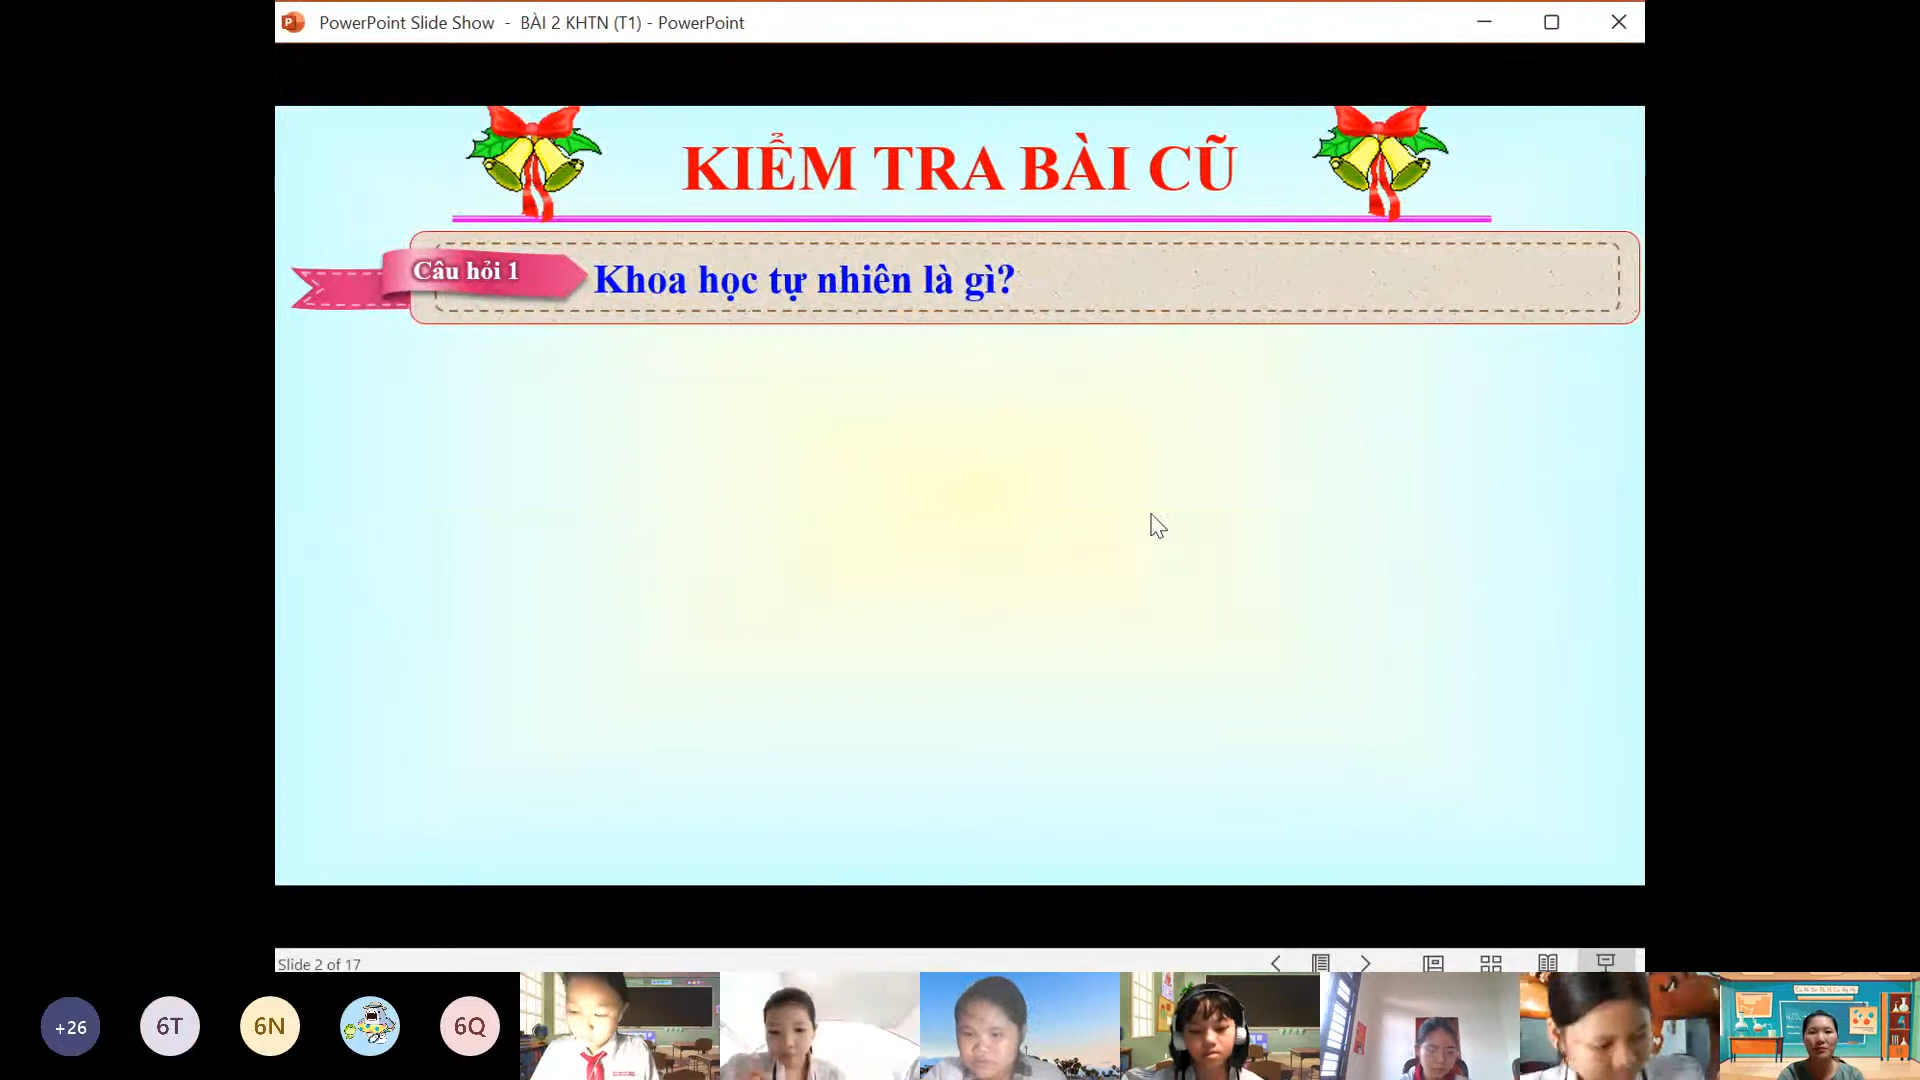 PowerPoint Slide Show - BÀI 2 KHTN (T1) - PowerPoint
KIỂM TRA BÀI CŨ
Câu hỏi 1
Khoa học tự nhiên là gì?
Slide 2 of 17
+26
6T
6N
6Q